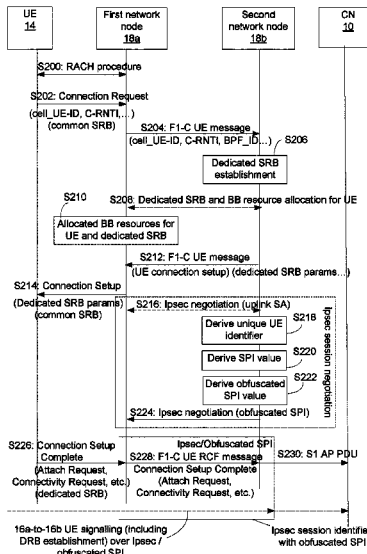 UE
14
First network
node
18a
Second
network node
18b
CN
10
S200: RACH procedure
S202: Connection Request
(cell_UE-ID, C-RNTI,...)
(common SRB)
S204: F1-C UE message
(cell_UE-ID, C-RNTI, BPF_ID...)
S206
Dedicated SRB
establishment
S210
S208: Dedicated SRB and BB resource allocation for UE
Allocated BB resources
for UE and dedicated SRB
S212: F1-C UE message
(UE connection setup) (dedicated SRB params...)
S214: Connection Setup
(Dedicated SRB params)
(common SRB)
S216: Ipsec negotiation (uplink SA)
Derive unique UE
identifier
S218
Derive SPI value
S220
Derive obfuscated
SPI value
S222
Ipsec session negotiation
S224: Ipsec negotiation (obfuscated SPI)
Ipsec/Obfuscated SPI
S226: Connection Setup
Complete
(Attach Request,
Connectivity Request, etc.)
(dedicated SRB)
S228: F1-C UE RCF message
Connection Setup Complete
(Attach Request,
Connectivity Request, etc.)
S230: S1 AP PDU
16a-to-16b UE signalling (including
DRB establishment) over Ipsec /
obfuscated SPI
Ipsec session identified
with obfuscated SPI